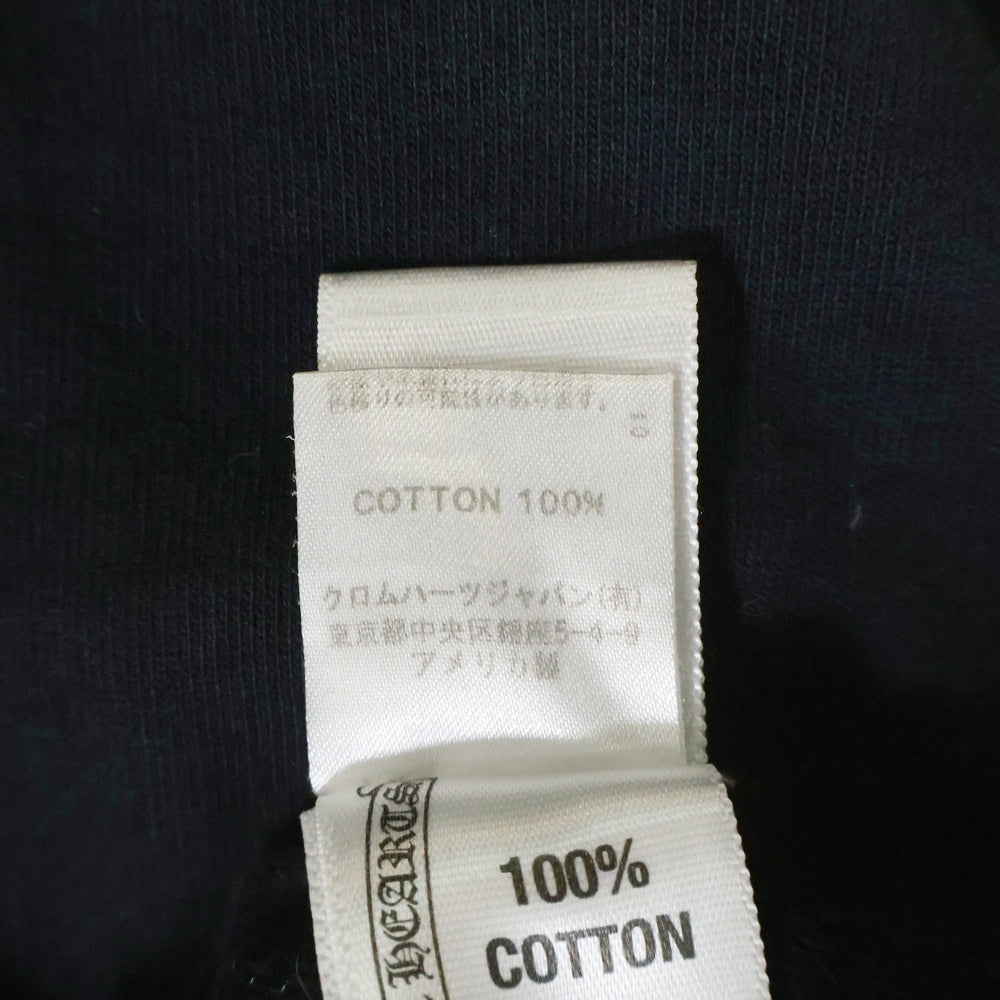 色移りの可能性があります。
10
COTTON 100%
クロムハーツジャパン(有)
東京都中央区銀座5-4-9
アメリカ製
HEARTS
100%
COTTON